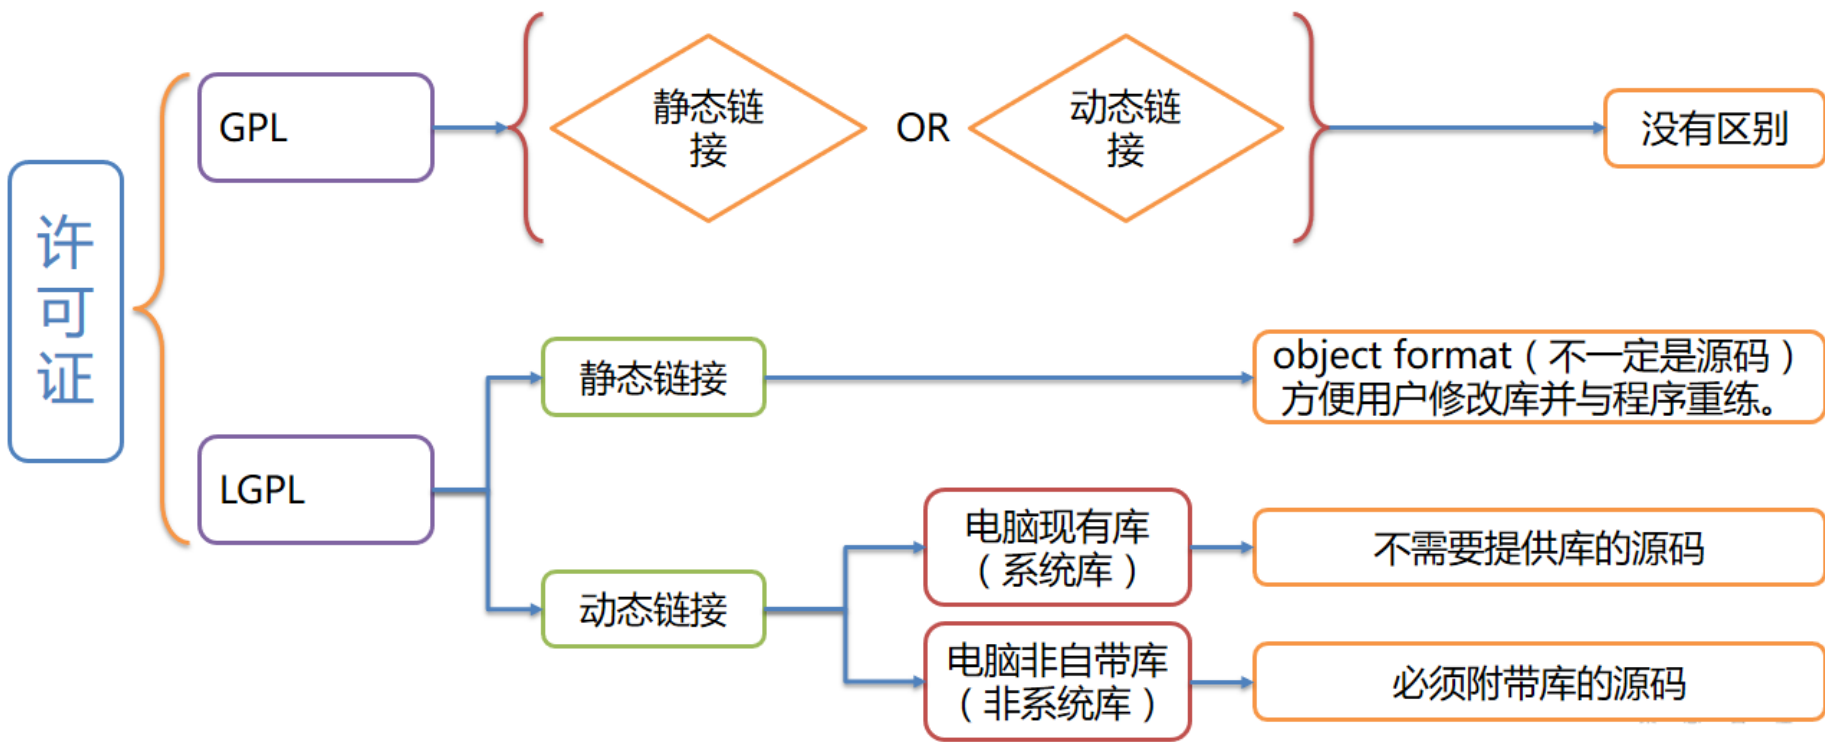 许
可
证
GPL
静态链
接
OR
动态链
接
没有区别
LGPL
静态链接
object format（不一定是源码）
方便用户修改库并与程序重练。
动态链接
电脑现有库
（系统库）
不需要提供库的源码
电脑非自带库
（非系统库）
必须附带库的源码